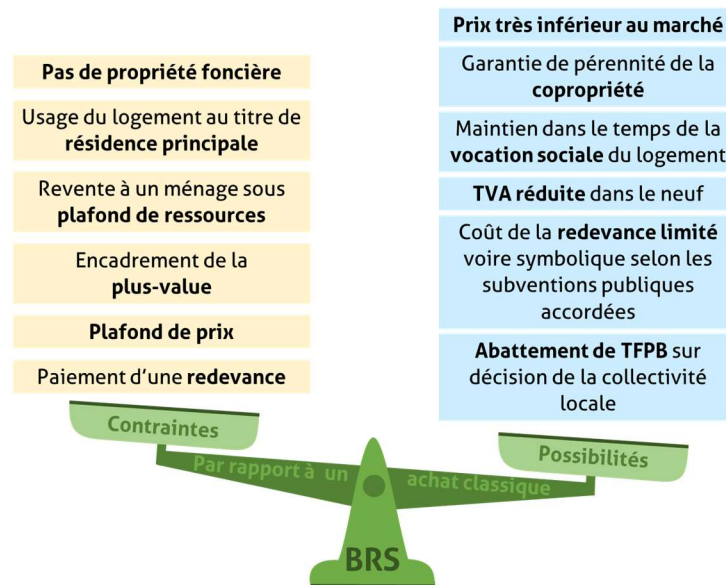 Pas de propriété foncière
Usage du logement au titre de
résidence principale
Revente à un ménage sous
plafond de ressources
Encadrement de la
plus-value
Plafond de prix
Paiement d’une redevance
Contraintes
Prix très inférieur au marché
Garantie de pérennité de la
copropriété
Maintien dans le temps de la
vocation sociale du logement
TVA réduite dans le neuf
Coût de la redevance limité
voire symbolique selon les
subventions publiques
accordées
Abattement de TFPB sur
décision de la collectivité
locale
Possibilités
Par rapport à un achat classique
BRS